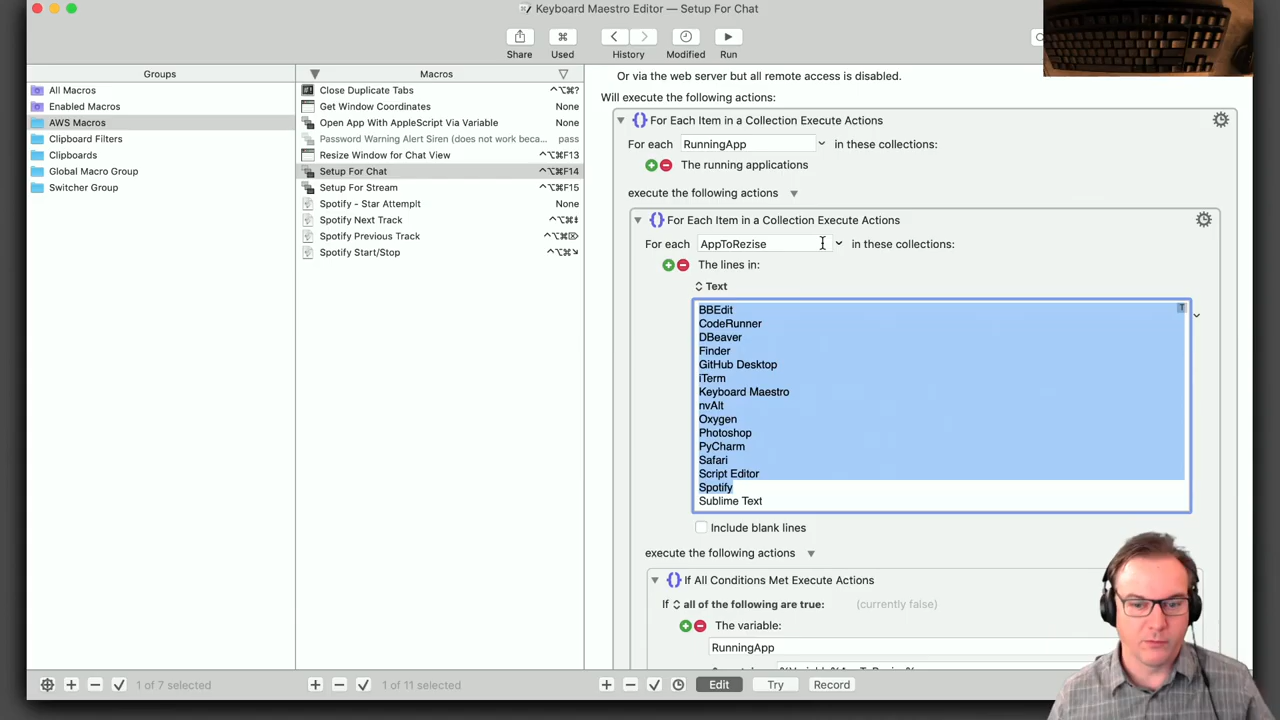 Keyboard Maestro Editor — Setup For Chat
Share
Used
History
Modified
Run
Groups
All Macros
Enabled Macros
AWS Macros
Clipboard Filters
Clipboards
Global Macro Group
Switcher Group
Macros
Close Duplicate Tabs ^⌥⌘?
Get Window Coordinates None
Open App With AppleScript Via Variable None
Password Warning Alert Siren (does not work beca... pass
Resize Window for Chat View ^⌥⌘F13
Setup For Chat ^⌥⌘F14
Setup For Stream ^⌥⌘F15
Spotify - Star Attempt None
Spotify Next Track ^⌥⌘⇟
Spotify Previous Track ^⌥⌘⌦
Spotify Start/Stop ^⌥⌘↘
Or via the web server but all remote access is disabled.
Will execute the following actions:
For Each Item in a Collection Execute Actions
For each RunningApp in these collections:
The running applications
execute the following actions
For Each Item in a Collection Execute Actions
For each AppToRezise in these collections:
The lines in:
Text
BBEdit
CodeRunner
DBeaver
Finder
GitHub Desktop
iTerm
Keyboard Maestro
nvAlt
Oxygen
Photoshop
PyCharm
Safari
Script Editor
Spotify
Sublime Text
Include blank lines
execute the following actions
If All Conditions Met Execute Actions
If all of the following are true: (currently false)
The variable:
RunningApp
1 of 7 selected
1 of 11 selected
Edit
Try
Record